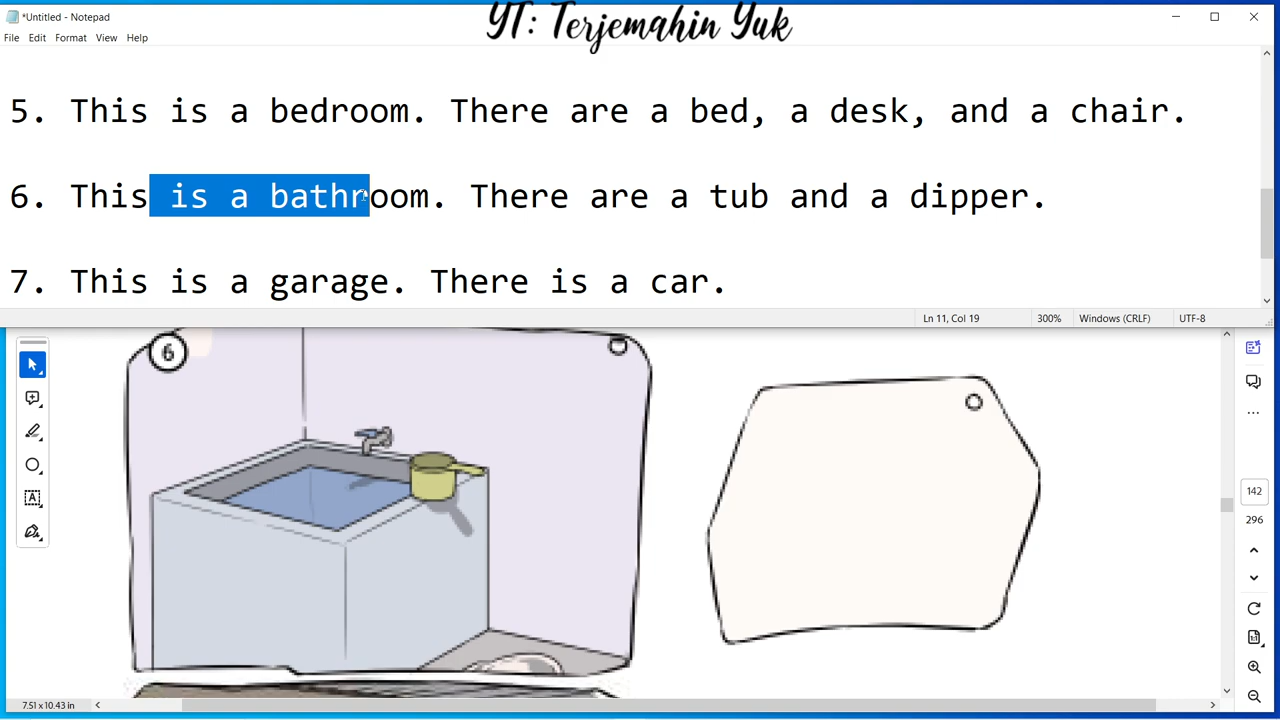 *Untitled - Notepad
YT: Terjemahin Yuk
File Edit Format View Help
5. This is a bedroom. There are a bed, a desk, and a chair.
6. This is a bathroom. There are a tub and a dipper.
7. This is a garage. There is a car.
Ln 11, Col 19
300%
Windows (CRLF)
UTF-8
6
A
142
296
7.51 x 10.43 in